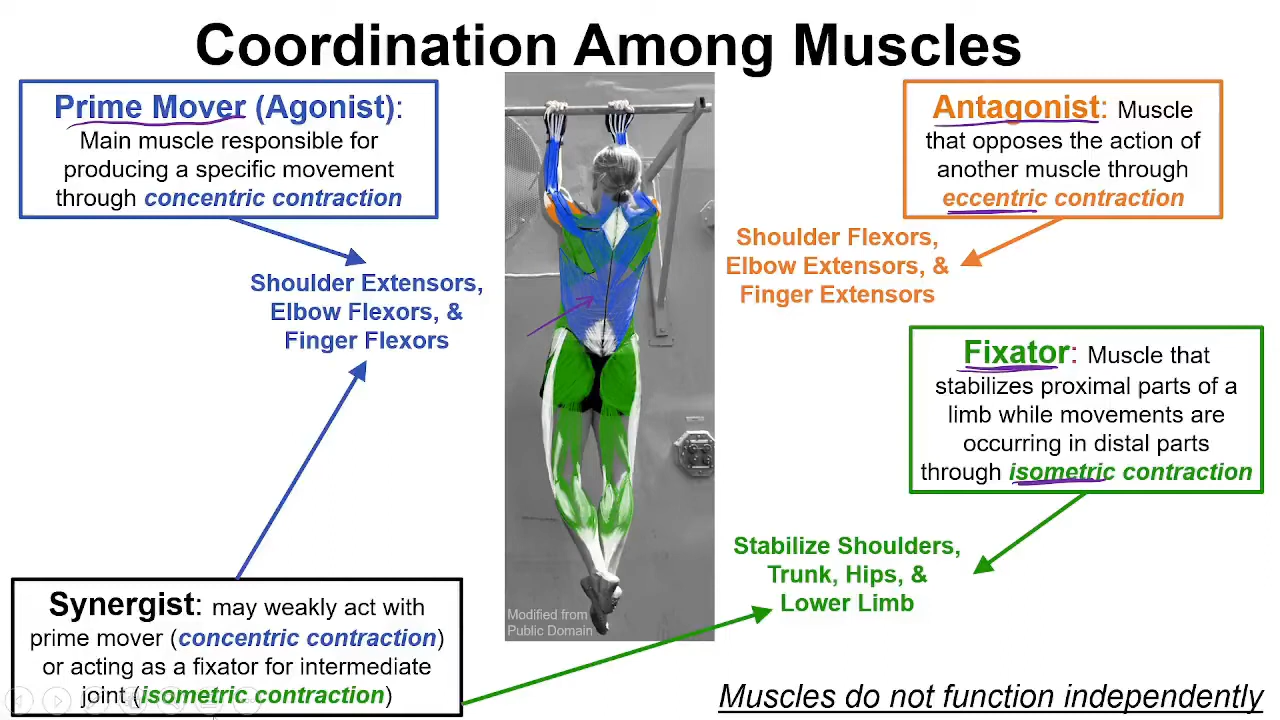 Coordination Among Muscles
Prime Mover (Agonist):
Main muscle responsible for
producing a specific movement
through concentric contraction
Shoulder Extensors,
Elbow Flexors, &
Finger Flexors
Antagonist: Muscle
that opposes the action of
another muscle through
eccentric contraction
Shoulder Flexors,
Elbow Extensors, &
Finger Extensors
Fixator: Muscle that
stabilizes proximal parts of a
limb while movements are
occurring in distal parts
through isometric contraction
Stabilize Shoulders,
Trunk, Hips, &
Lower Limb
Synergist: may weakly act with
prime mover (concentric contraction)
or acting as a fixator for intermediate
joint (isometric contraction)
Modified from
Public Domain
Muscles do not function independently